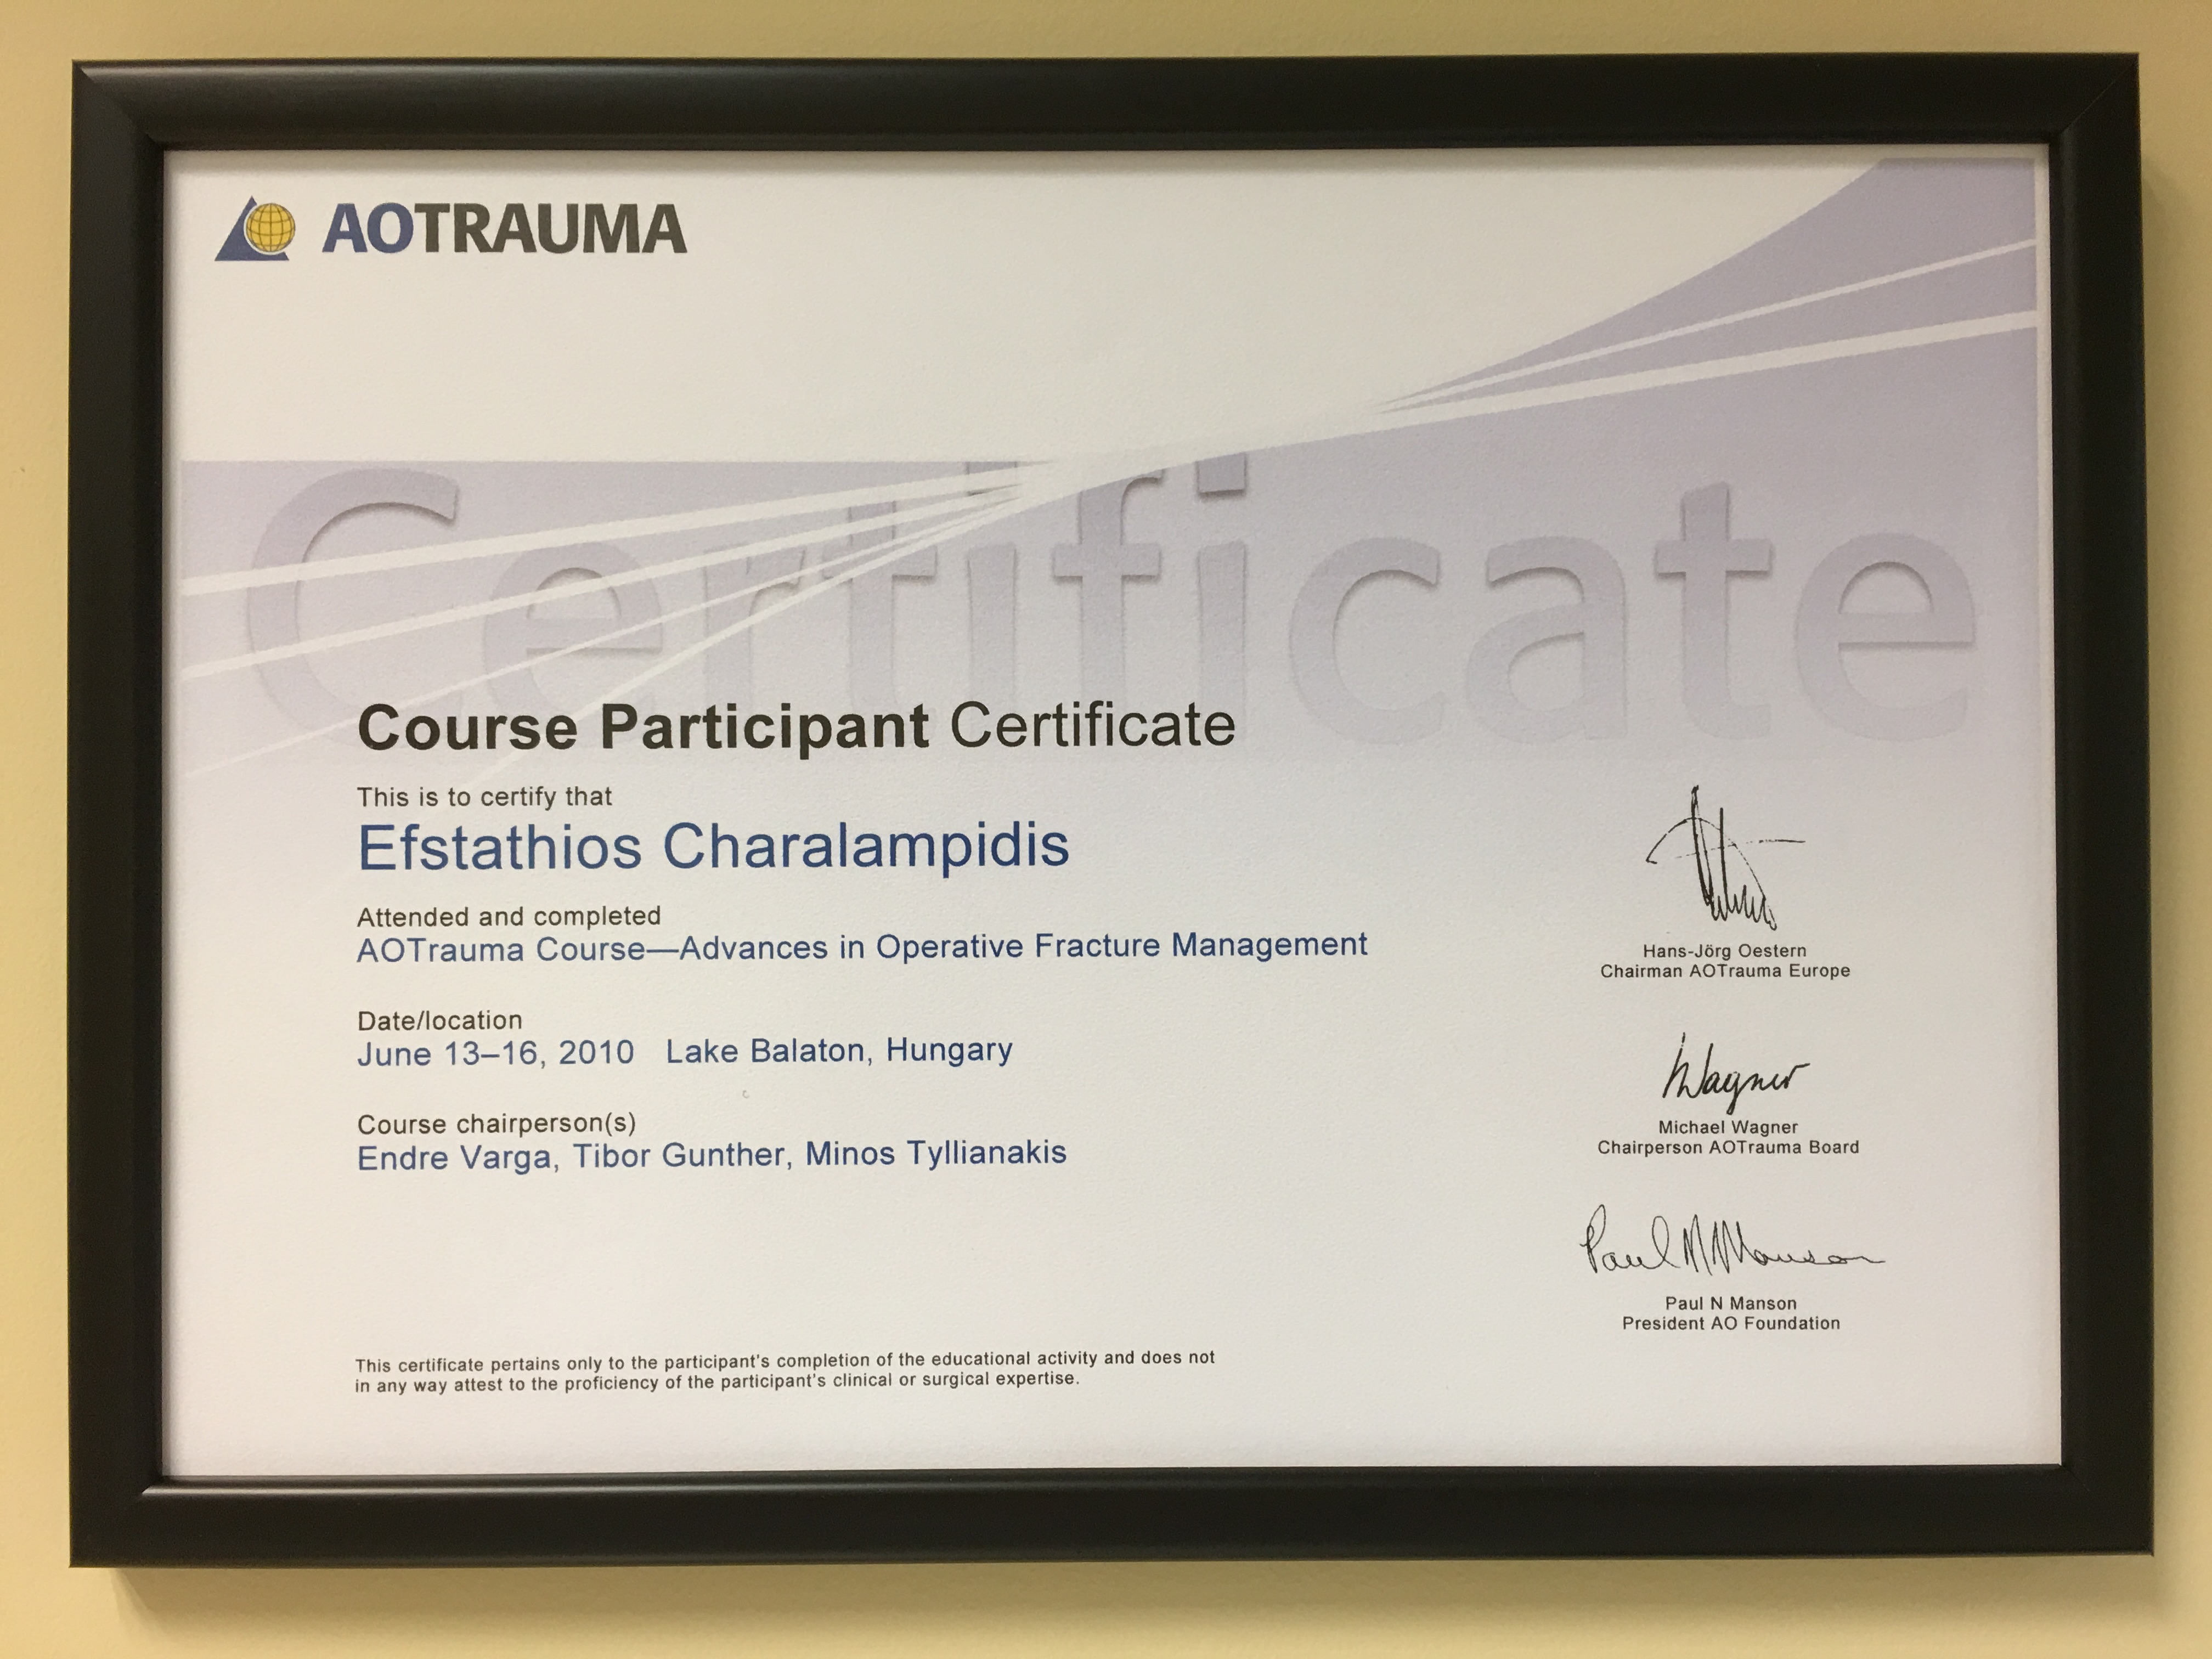 AOTRAUMA
Certificate
Course Participant Certificate
This is to certify that
Efstathios Charalampidis
Attended and completed
AOTrauma Course—Advances in Operative Fracture Management
Date/location
June 13–16, 2010 Lake Balaton, Hungary
Course chairperson(s)
Endre Varga, Tibor Gunther, Minos Tyllianakis
This certificate pertains only to the participant's completion of the educational activity and does not
in any way attest to the proficiency of the participant's clinical or surgical expertise.
Hans-Jörg Oestern
Chairman AOTrauma Europe
Wagner
Michael Wagner
Chairperson AOTrauma Board
Paul N Manson
Paul N Manson
President AO Foundation